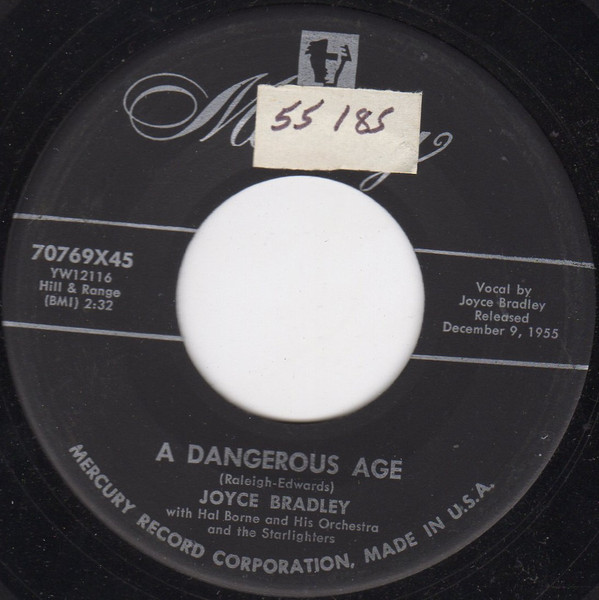 55 185
70769X45
YW12116
Hill & Range
(BMI) 2:32
Vocal by
Joyce Bradley
Released
December 9, 1955
A DANGEROUS AGE
(Raleigh-Edwards)
JOYCE BRADLEY
with Hal Borne and His Orchestra
and the Starlighters
MERCURY RECORD CORPORATION, MADE IN U.S.A.